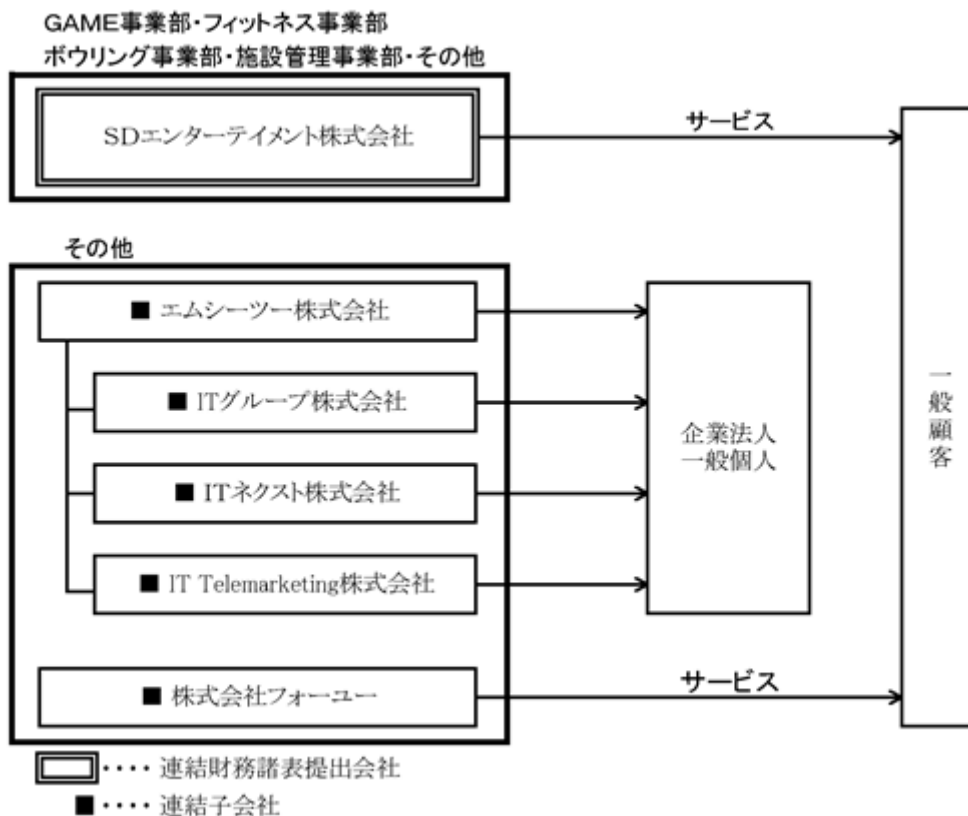 GAME事業部・フィットネス事業部
ボウリング事業部・施設管理事業部・その他
SDエンターテイメント株式会社
サービス
その他
■ エムシーツー株式会社
■ ITグループ株式会社
■ ITネクスト株式会社
■ IT Telemarketing株式会社
企業法人
一般個人
一般顧客
■ 株式会社フォーユー
サービス
・・・・ 連結財務諸表提出会社
■ ・・・・ 連結子会社